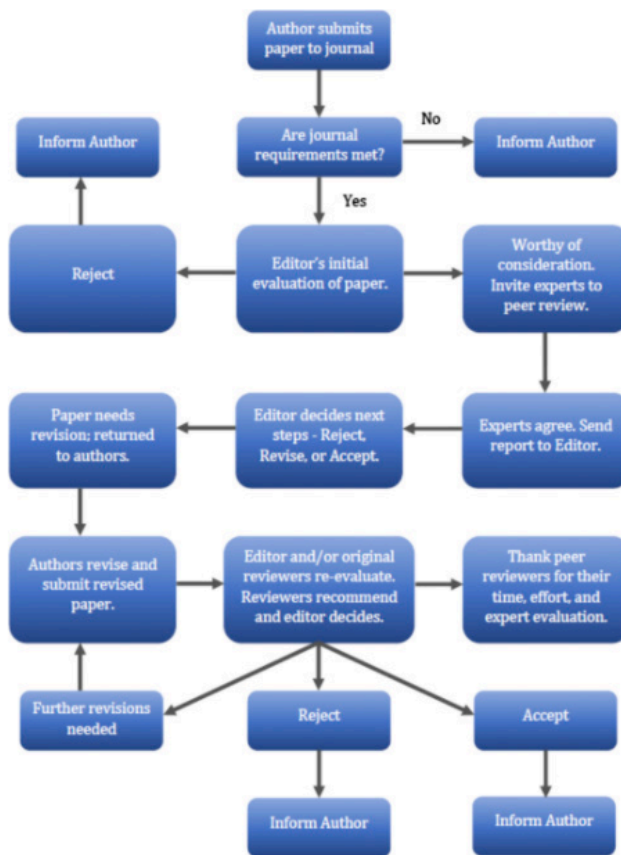 Author submits
paper to journal
Are journal
requirements met?
No
Inform Author
Inform Author
Yes
Reject
Editor's initial
evaluation of paper.
Worthy of
consideration.
Invite experts to
peer review.
Paper needs
revision; returned
to authors.
Editor decides next
steps - Reject,
Revise, or Accept.
Experts agree. Send
report to Editor.
Authors revise and
submit revised
paper.
Editor and/or original
reviewers re-evaluate.
Reviewers recommend
and editor decides.
Thank peer
reviewers for their
time, effort, and
expert evaluation.
Further revisions
needed
Reject
Accept
Inform Author
Inform Author